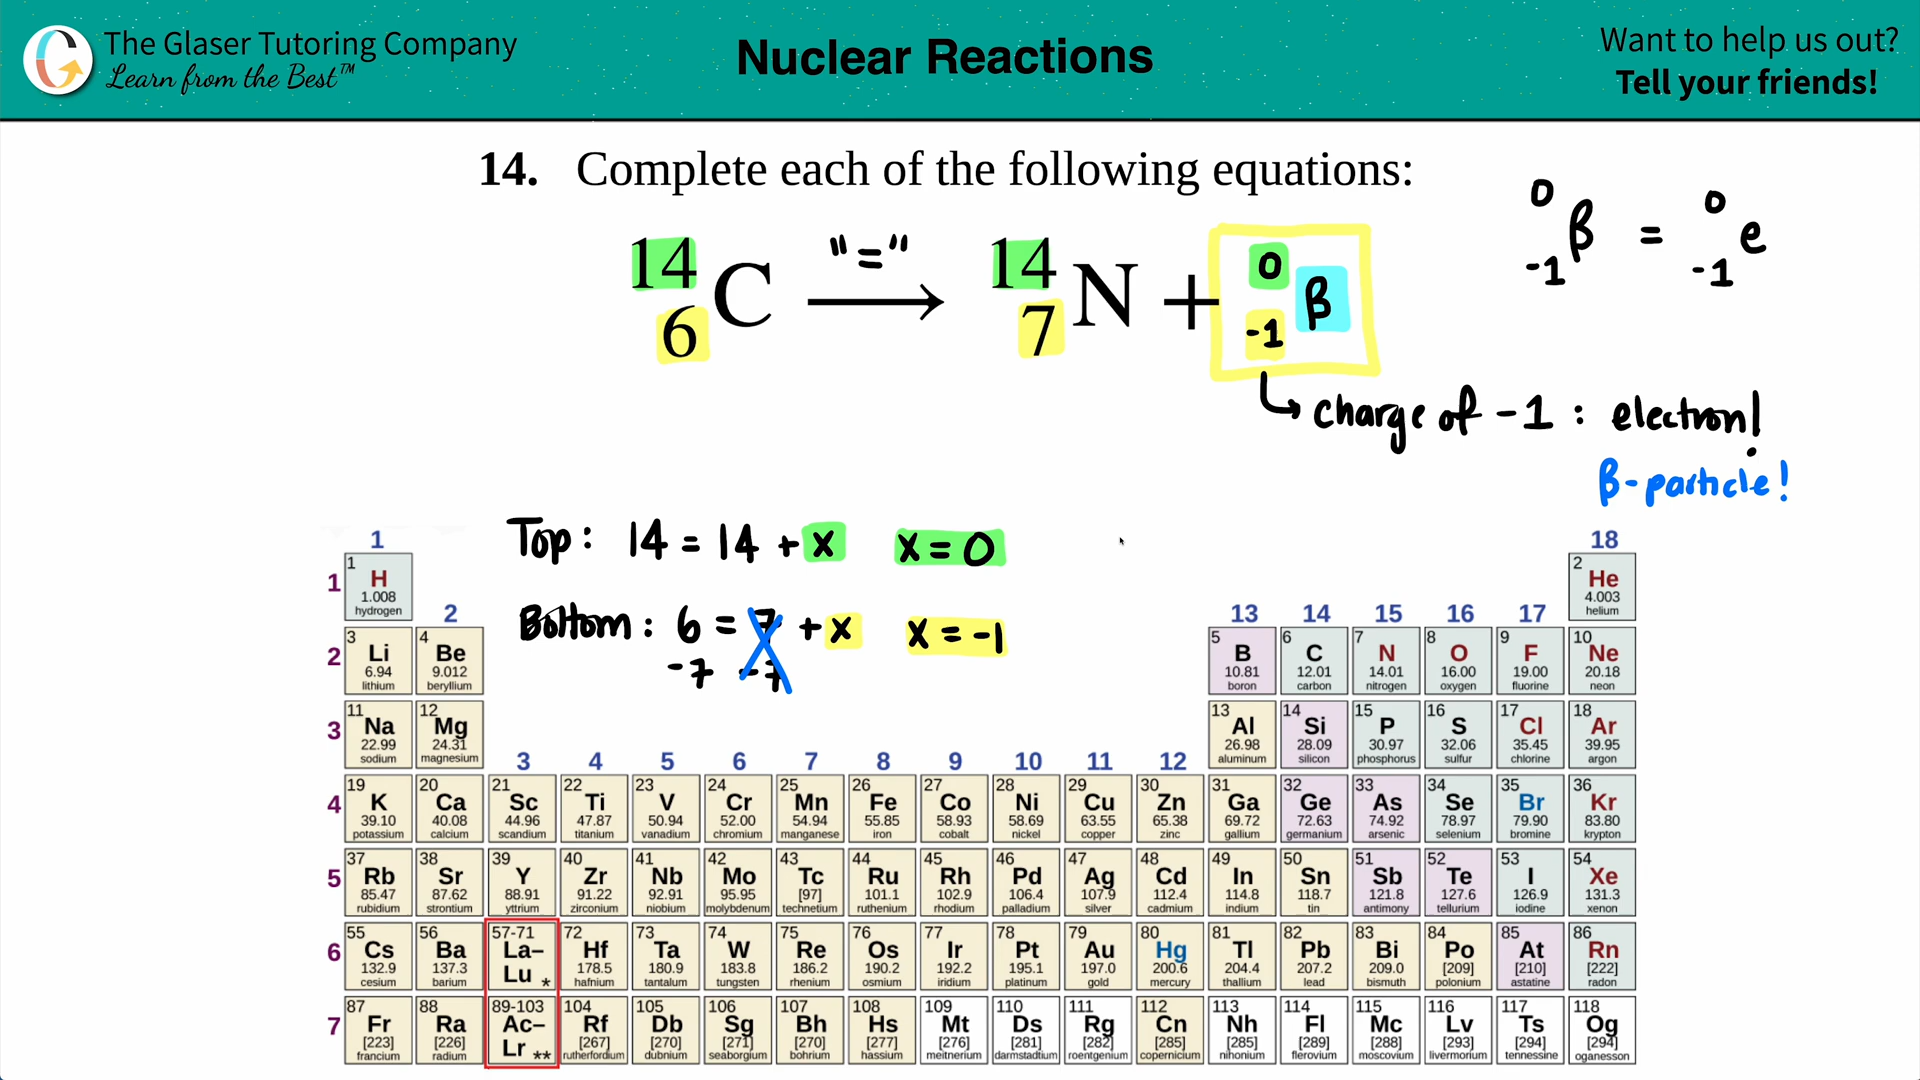 The Glaser Tutoring Company
Learn from the Best™
Nuclear Reactions
Want to help us out?
Tell your friends!
14. Complete each of the following equations:
14 6 C "=" → 14 7 N + 0 -1 β
0 -1 β = 0 -1 e
charge of -1 : electron!
β-particle!
Top: 14 = 14 + x x = 0
Bottom: 6 = 7 + x x = -1
-7 -7
1 18
1 H 1.008 hydrogen 2 He 4.003 helium
1
2 13 14 15 16 17
2
3 Li 6.94 lithium 4 Be 9.012 beryllium 5 B 10.81 boron 6 C 12.01 carbon 7 N 14.01 nitrogen 8 O 16.00 oxygen 9 F 19.00 fluorine 10 Ne 20.18 neon
3
11 Na 22.99 sodium 12 Mg 24.31 magnesium 13 Al 26.98 aluminum 14 Si 28.09 silicon 15 P 30.97 phosphorus 16 S 32.06 sulfur 17 Cl 35.45 chlorine 18 Ar 39.95 argon
3 4 5 6 7 8 9 10 11 12
4
19 K 39.10 potassium 20 Ca 40.08 calcium 21 Sc 44.96 scandium 22 Ti 47.87 titanium 23 V 50.94 vanadium 24 Cr 52.00 chromium 25 Mn 54.94 manganese 26 Fe 55.85 iron 27 Co 58.93 cobalt 28 Ni 58.69 nickel 29 Cu 63.55 copper 30 Zn 65.38 zinc 31 Ga 69.72 gallium 32 Ge 72.63 germanium 33 As 74.92 arsenic 34 Se 78.97 selenium 35 Br 79.90 bromine 36 Kr 83.80 krypton
5
37 Rb 85.47 rubidium 38 Sr 87.62 strontium 39 Y 88.91 yttrium 40 Zr 91.22 zirconium 41 Nb 92.91 niobium 42 Mo 95.95 molybdenum 43 Tc [97] technetium 44 Ru 101.1 ruthenium 45 Rh 102.9 rhodium 46 Pd 106.4 palladium 47 Ag 107.9 silver 48 Cd 112.4 cadmium 49 In 114.8 indium 50 Sn 118.7 tin 51 Sb 121.8 antimony 52 Te 127.6 tellurium 53 I 126.9 iodine 54 Xe 131.3 xenon
6
55 Cs 132.9 cesium 56 Ba 137.3 barium 57-71 La–Lu * 72 Hf 178.5 hafnium 73 Ta 180.9 tantalum 74 W 183.8 tungsten 75 Re 186.2 rhenium 76 Os 190.2 osmium 77 Ir 192.2 iridium 78 Pt 195.1 platinum 79 Au 197.0 gold 80 Hg 200.6 mercury 81 Tl 204.4 thallium 82 Pb 207.2 lead 83 Bi 209.0 bismuth 84 Po [209] polonium 85 At [210] astatine 86 Rn [222] radon
7
87 Fr [223] francium 88 Ra [226] radium 89-103 Ac–Lr ** 104 Rf [267] rutherfordium 105 Db [270] dubnium 106 Sg [271] seaborgium 107 Bh [270] bohrium 108 Hs [277] hassium 109 Mt [276] meitnerium 110 Ds [281] darmstadtium 111 Rg [282] roentgenium 112 Cn [285] copernicium 113 Nh [285] nihonium 114 Fl [289] flerovium 115 Mc [288] moscovium 116 Lv [293] livermorium 117 Ts [294] tennessine 118 Og [294] oganesson